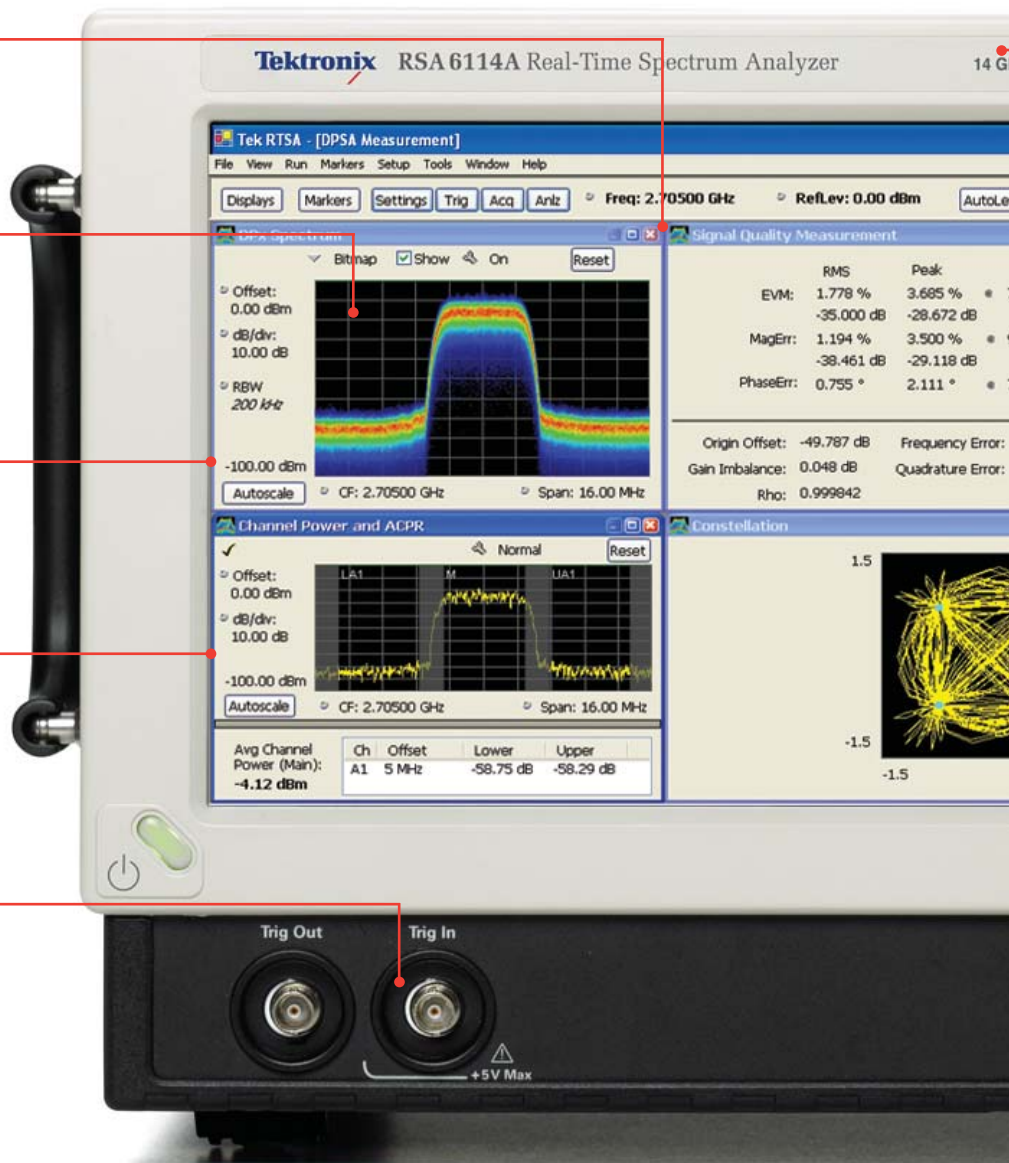 Tektronix RSA 6114A Real-Time Spectrum Analyzer
14
Tek RTSA - [DPSA Measurement]
File View Run Markers Setup Tools Window Help
Displays Markers Settings Trig Acq Anlz Freq: 2.70500 GHz RefLev: 0.00 dBm
DPx Spectrum
Bitmap Show On Reset
Offset:
0.00 dBm
dB/div:
10.00 dB
RBW
200 kHz
-100.00 dBm
Autoscale CF: 2.70500 GHz Span: 16.00 MHz
Signal Quality Measurement
RMS Peak
EVM: 1.778 % 3.685 %
-35.000 dB -28.672 dB
MagErr: 1.194 % 3.500 %
-38.461 dB -29.118 dB
PhaseErr: 0.755 ° 2.111 °
Origin Offset: -49.787 dB Frequency Error:
Gain Imbalance: 0.048 dB Quadrature Error:
Rho: 0.999842
Channel Power and ACPR
Normal Reset
Offset:
0.00 dBm
dB/div:
10.00 dB
-100.00 dBm
LA1 M UA1
Autoscale CF: 2.70500 GHz Span: 16.00 MHz
Avg Channel
Power (Main):
-4.12 dBm
Ch Offset Lower Upper
A1 5 MHz -58.75 dB -58.29 dB
Constellation
1.5
-1.5
-1.5
Trig Out Trig In
+5V Max